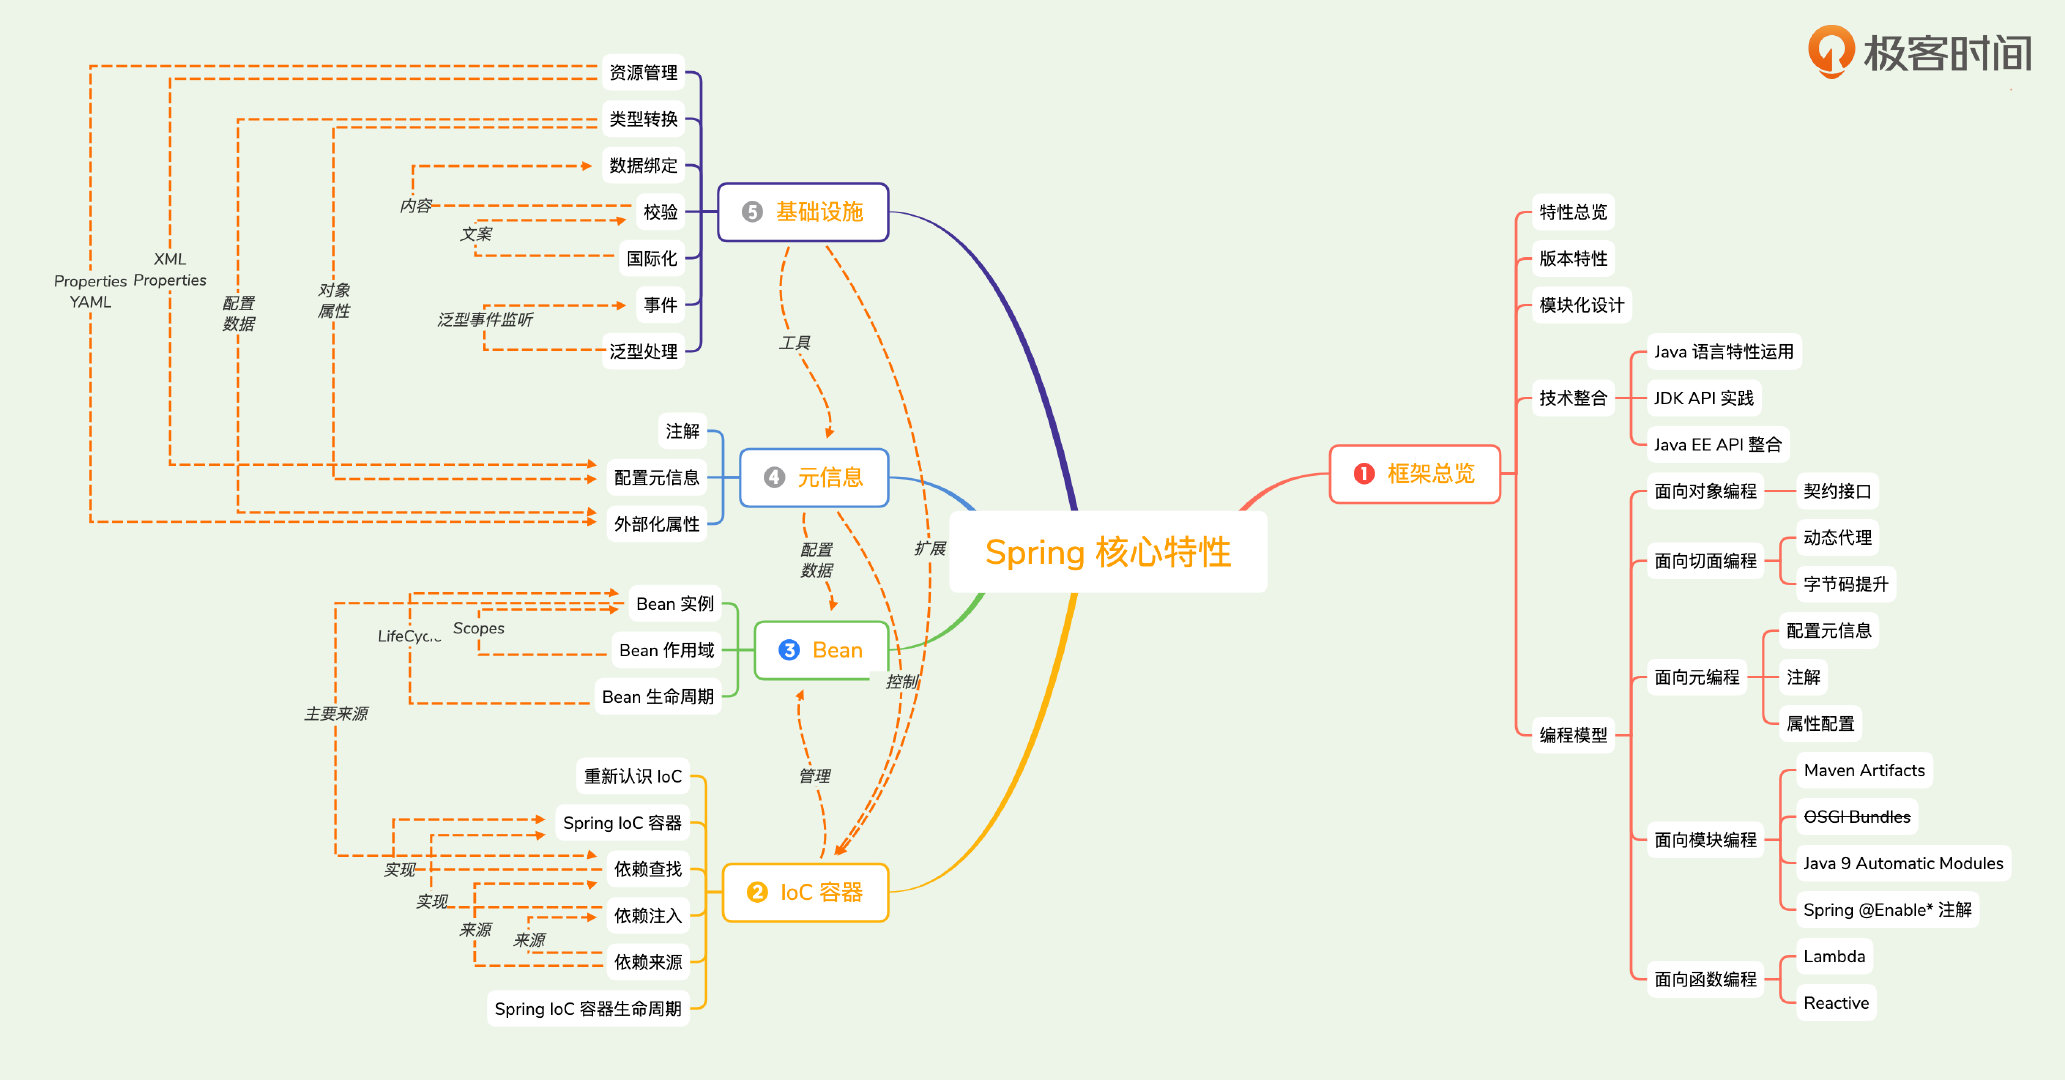 极客时间
Spring 核心特性
1 框架总览
特性总览
版本特性
模块化设计
技术整合
Java 语言特性运用
JDK API 实践
Java EE API 整合
编程模型
面向对象编程
契约接口
面向切面编程
动态代理
字节码提升
面向元编程
配置元信息
注解
属性配置
面向模块编程
Maven Artifacts
OSGI Bundles
Java 9 Automatic Modules
Spring @Enable* 注解
面向函数编程
Lambda
Reactive
5 基础设施
资源管理
类型转换
数据绑定
校验
国际化
事件
泛型处理
内容
文案
泛型事件监听
Properties
YAML
XML
Properties
配置
数据
对象
属性
工具
扩展
4 元信息
注解
配置元信息
外部化属性
配置
数据
控制
3 Bean
Bean 实例
Bean 作用域
Bean 生命周期
Scopes
主要来源
管理
2 IoC 容器
重新认识 IoC
Spring IoC 容器
依赖查找
依赖注入
依赖来源
Spring IoC 容器生命周期
实现
实现
来源
来源